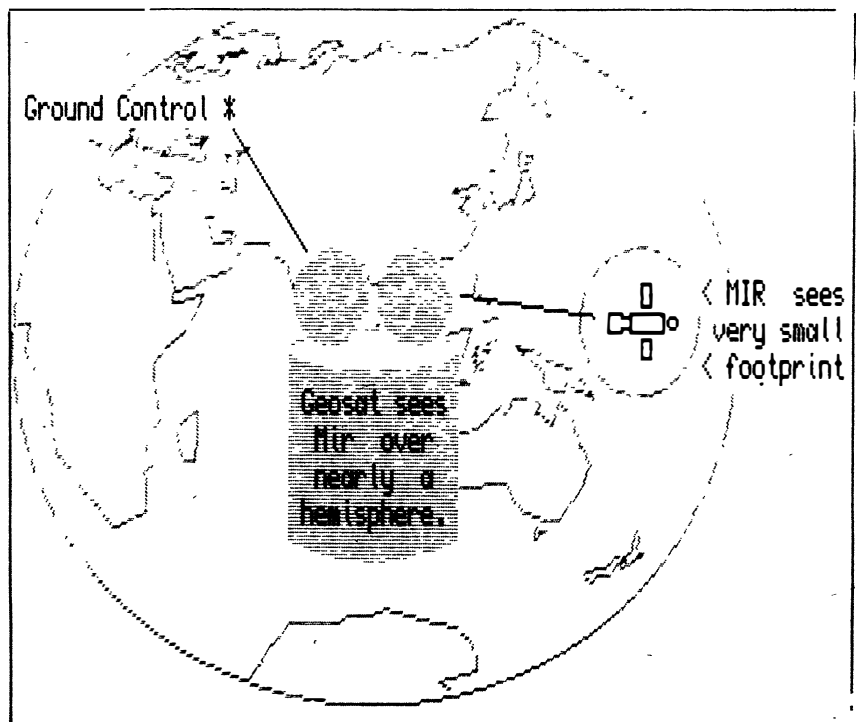 Ground Control *
< MIR sees
very small
< footprint
Geosat sees
Mir over
nearly a
hemisphere.